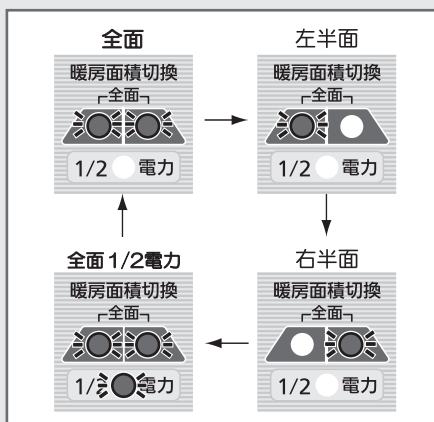 全面
暖房面積切換
全面
1/2 電力
左半面
暖房面積切換
全面
1/2 電力
全面1/2電力
暖房面積切換
全面
1/ 電力
右半面
暖房面積切換
全面
1/2 電力